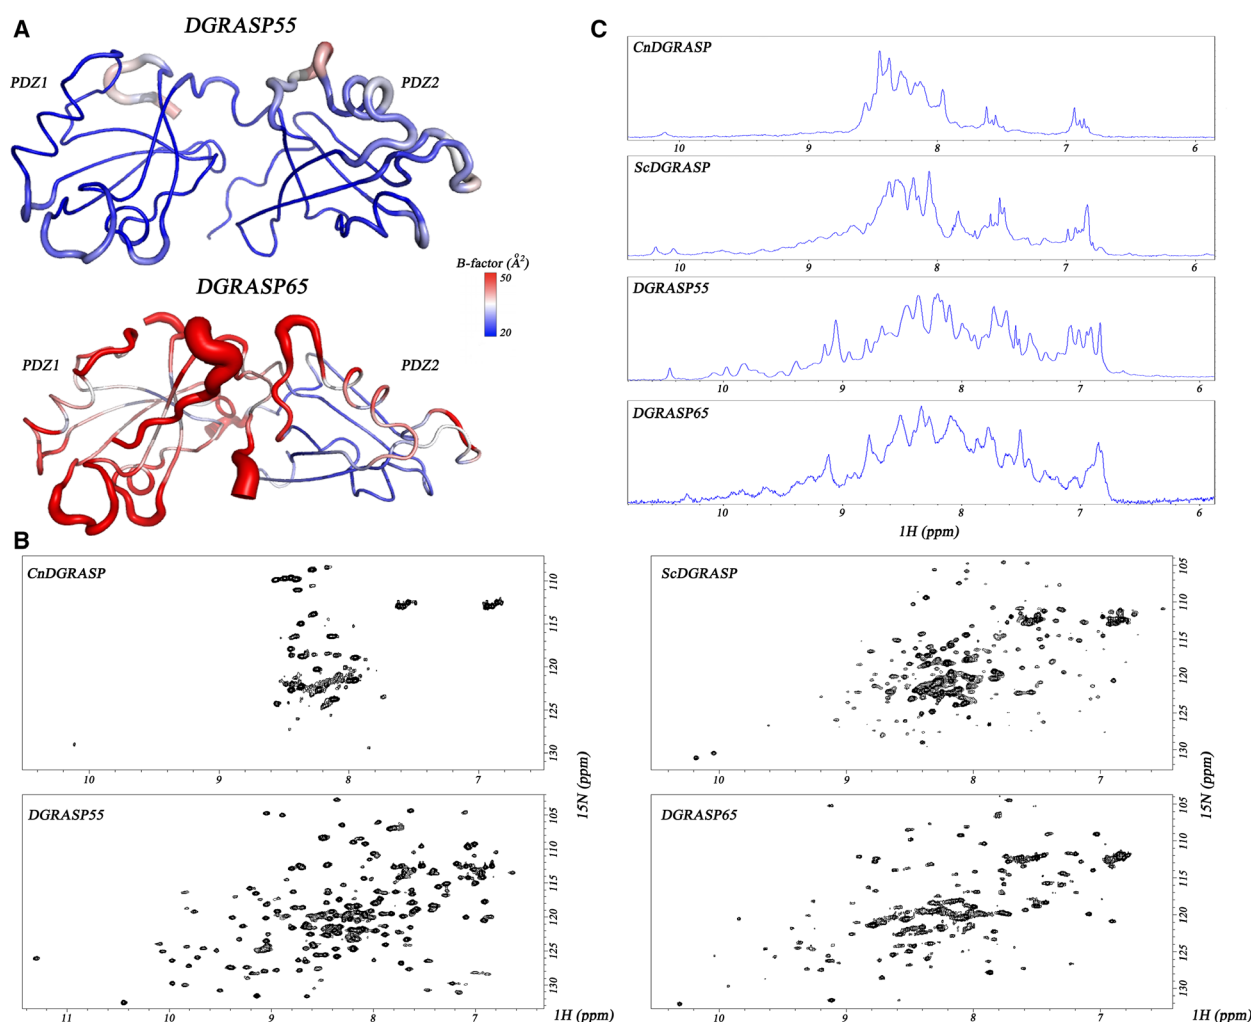 A
DGRASP55
PDZ1
PDZ2
B-factor (Å²)
50
20
DGRASP65
PDZ1
PDZ2
C
CnDGRASP
10 9 8 7 6
ScDGRASP
10 9 8 7 6
DGRASP55
10 9 8 7 6
DGRASP65
10 9 8 7 6
1H (ppm)
B
CnDGRASP
110
115
120
125
130
10 9 8 7
15N (ppm)
ScDGRASP
105
110
115
120
125
130
10 9 8 7
15N (ppm)
DGRASP55
105
110
115
120
125
130
11 10 9 8 7
1H (ppm)
DGRASP65
105
110
115
120
125
130
10 9 8 7
1H (ppm)